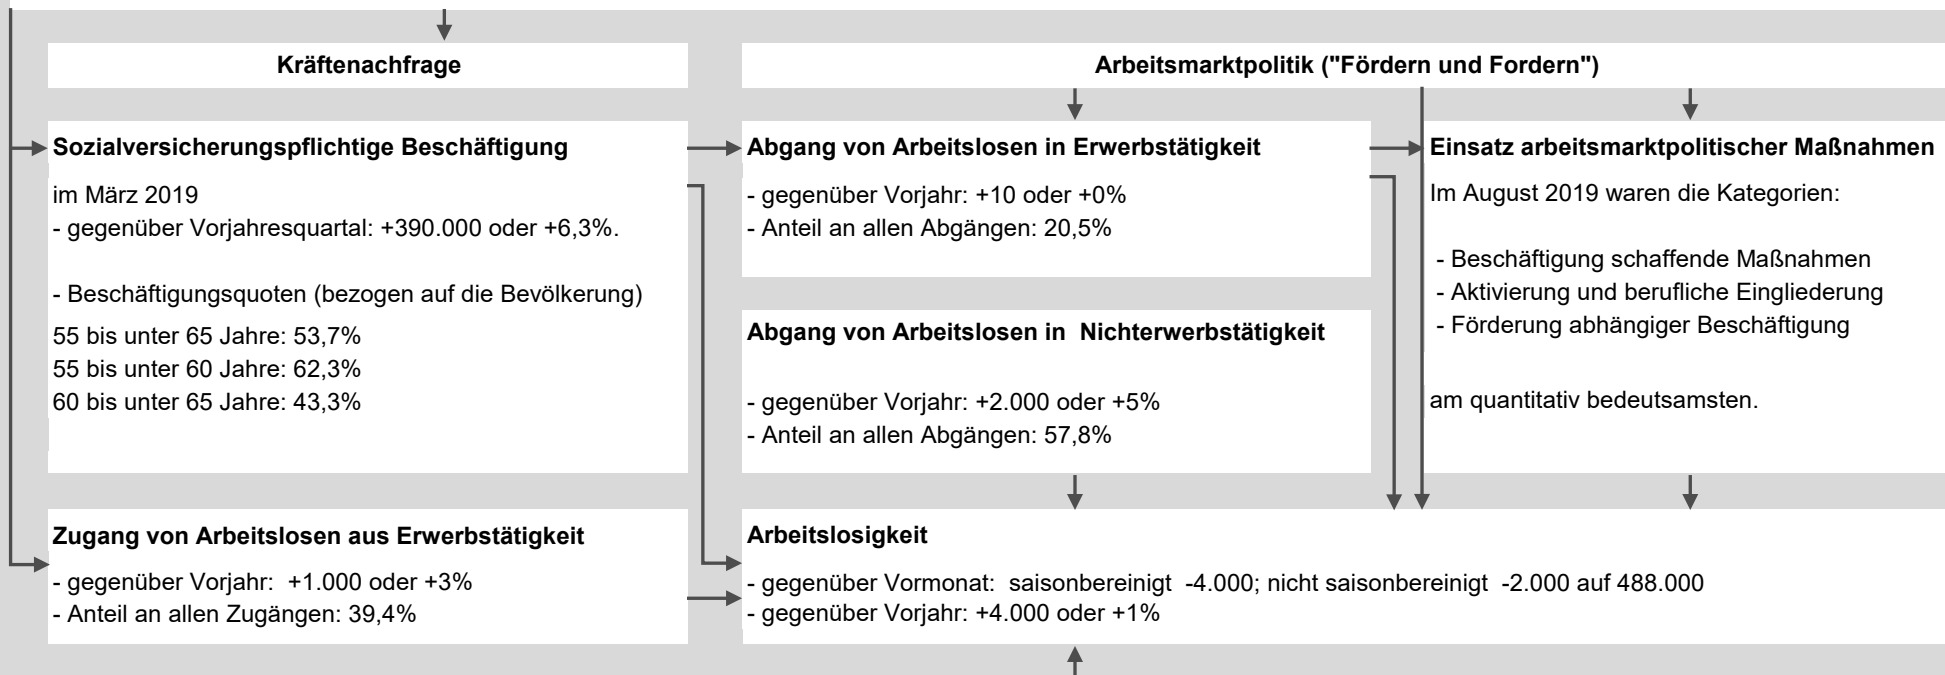 Kräftenachfrage
Arbeitsmarktpolitik ("Fördern und Fordern")
Sozialversicherungspflichtige Beschäftigung
im März 2019
- gegenüber Vorjahresquartal: +390.000 oder +6,3%.
- Beschäftigungsquoten (bezogen auf die Bevölkerung)
55 bis unter 65 Jahre: 53,7%
55 bis unter 60 Jahre: 62,3%
60 bis unter 65 Jahre: 43,3%
Abgang von Arbeitslosen in Erwerbstätigkeit
- gegenüber Vorjahr: +10 oder +0%
- Anteil an allen Abgängen: 20,5%
Abgang von Arbeitslosen in Nichterwerbstätigkeit
- gegenüber Vorjahr: +2.000 oder +5%
- Anteil an allen Abgängen: 57,8%
Einsatz arbeitsmarktpolitischer Maßnahmen
Im August 2019 waren die Kategorien:
- Beschäftigung schaffende Maßnahmen
- Aktivierung und berufliche Eingliederung
- Förderung abhängiger Beschäftigung
am quantitativ bedeutsamsten.
Zugang von Arbeitslosen aus Erwerbstätigkeit
- gegenüber Vorjahr: +1.000 oder +3%
- Anteil an allen Zugängen: 39,4%
Arbeitslosigkeit
- gegenüber Vormonat: saisonbereinigt -4.000; nicht saisonbereinigt -2.000 auf 488.000
- gegenüber Vorjahr: +4.000 oder +1%